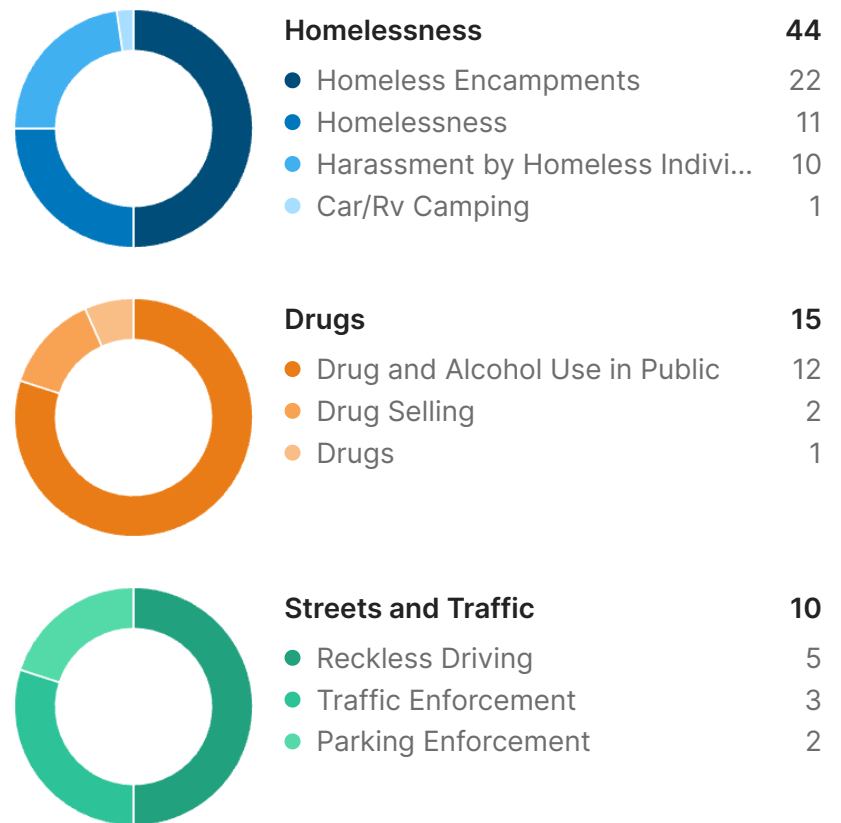 Homelessness 44
Homeless Encampments 22
Homelessness 11
Harassment by Homeless Indivi... 10
Car/Rv Camping 1
Drugs 15
Drug and Alcohol Use in Public 12
Drug Selling 2
Drugs 1
Streets and Traffic 10
Reckless Driving 5
Traffic Enforcement 3
Parking Enforcement 2